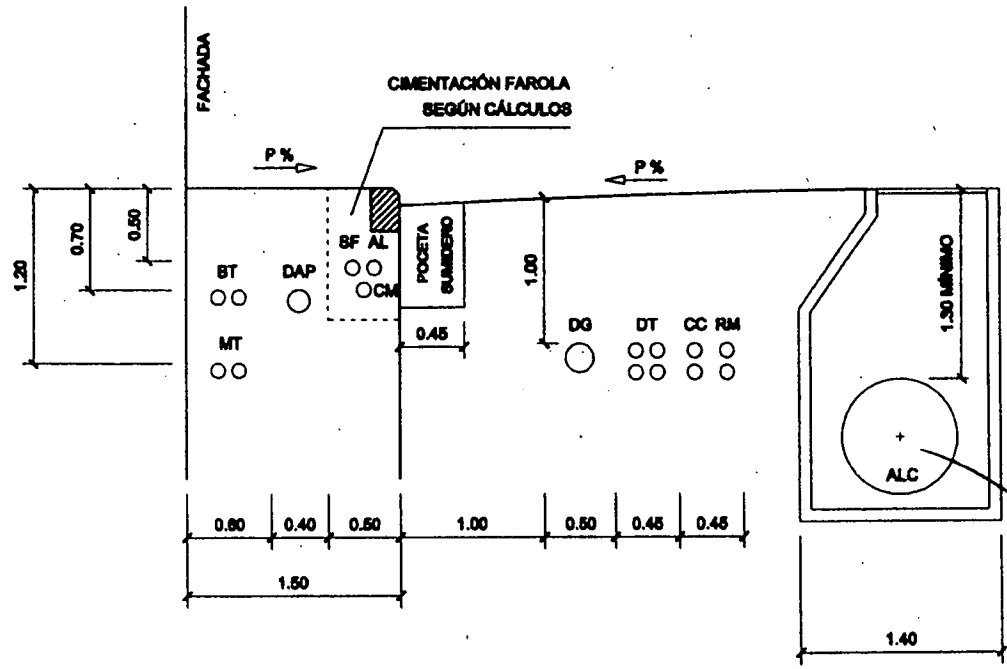 FACHADA
CIMENTACIÓN FAROLA
SEGÚN CÁLCULOS
P %
P %
1.20
0.70
0.50
BT
DAP
SF AL
CM
MT
POCETA
SUMIDERO
0.45
1.00
DG
DT
CC
RM
1.30 MÍNIMO
ALC
0.60
0.40
0.50
1.00
0.50
0.45
0.45
1.50
1.40